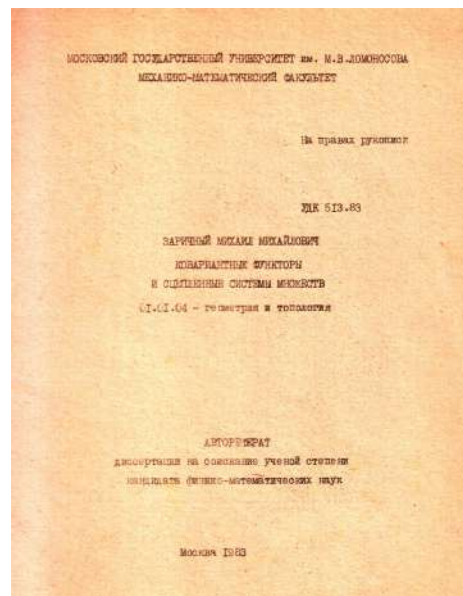 МОСКОВСКИЙ ГОСУДАРСТВЕННЫЙ УНИВЕРСИТЕТ им. М.В.ЛОМОНОСОВА
МЕХАНИКО-МАТЕМАТИЧЕСКИЙ ФАКУЛЬТЕТ
На правах рукописи
УДК 513.83
ЗАРИЧНЫЙ МИХАИЛ МИХАЙЛОВИЧ
КОВАРИАНТНЫЕ ФУНКТОРЫ
И СЦЕПЛЕННЫЕ СИСТЕМЫ МНОЖЕСТВ
01.01.04 - геометрия и топология
АВТОРЕФЕРАТ
диссертации на соискание ученой степени
кандидата физико-математических наук
Москва 1983